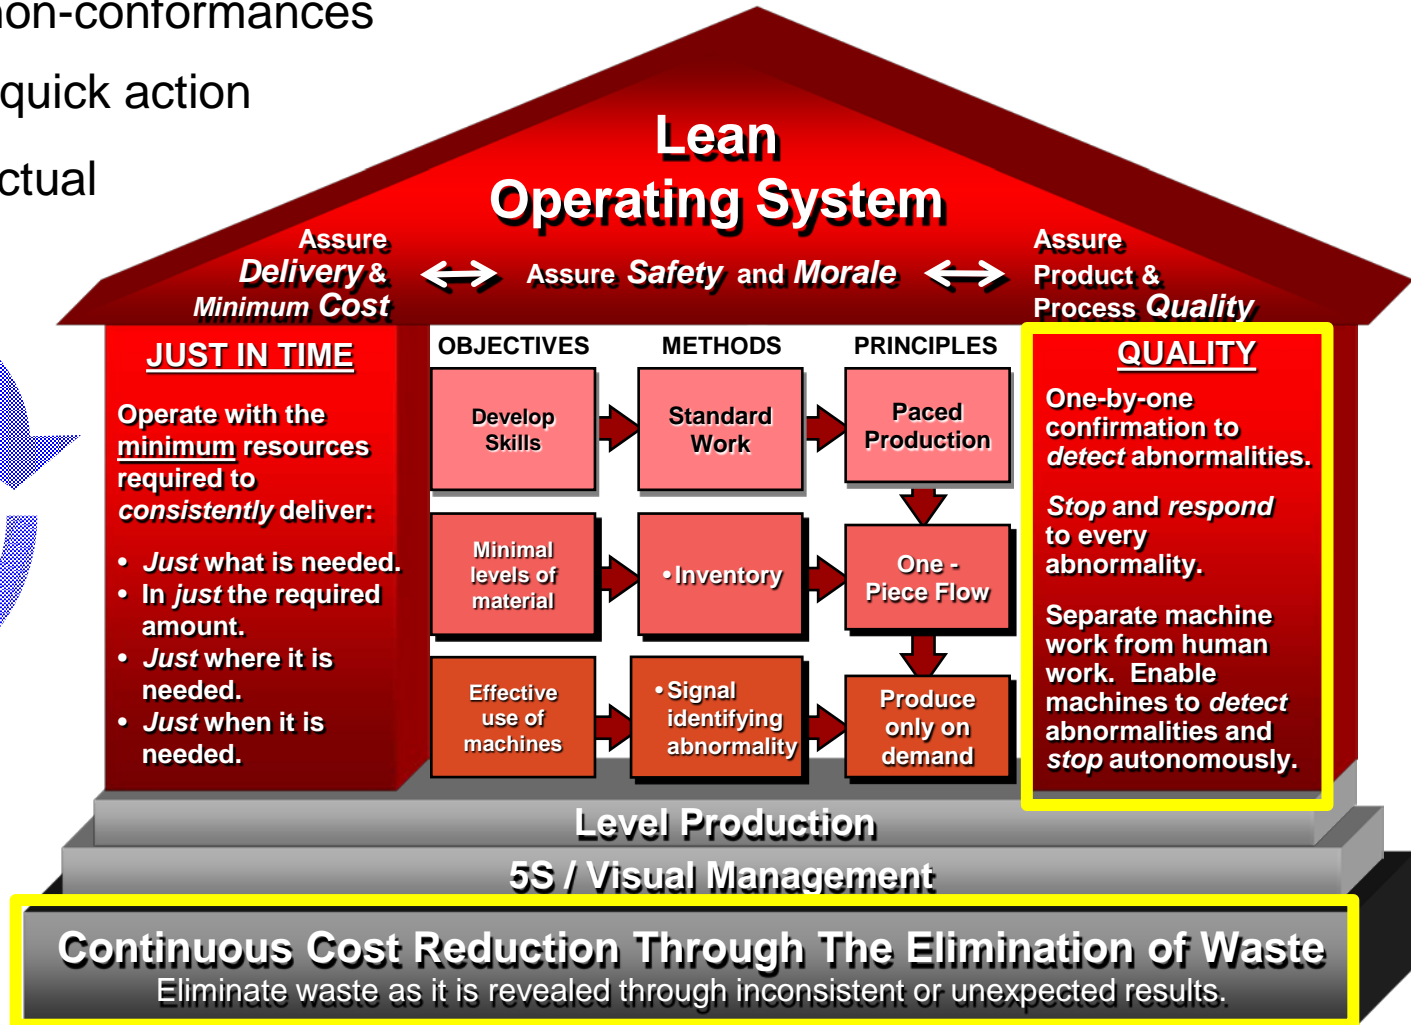 non-conformances
quick action
ctual
Lean
Operating System
Assure
Delivery &
Minimum Cost
Assure Safety and Morale
Assure
Product &
Process Quality
JUST IN TIME
Operate with the
minimum resources
required to
consistently deliver:
• Just what is needed.
• In just the required
amount.
• Just where it is
needed.
• Just when it is
needed.
OBJECTIVES
METHODS
PRINCIPLES
Develop
Skills
Standard
Work
Paced
Production
Minimal
levels of
material
• Inventory
One -
Piece Flow
Effective
use of
machines
• Signal
identifying
abnormality
Produce
only on
demand
QUALITY
One-by-one
confirmation to
detect abnormalities.
Stop and respond
to every
abnormality.
Separate machine
work from human
work. Enable
machines to detect
abnormalities and
stop autonomously.
Level Production
5S / Visual Management
Continuous Cost Reduction Through The Elimination of Waste
Eliminate waste as it is revealed through inconsistent or unexpected results.